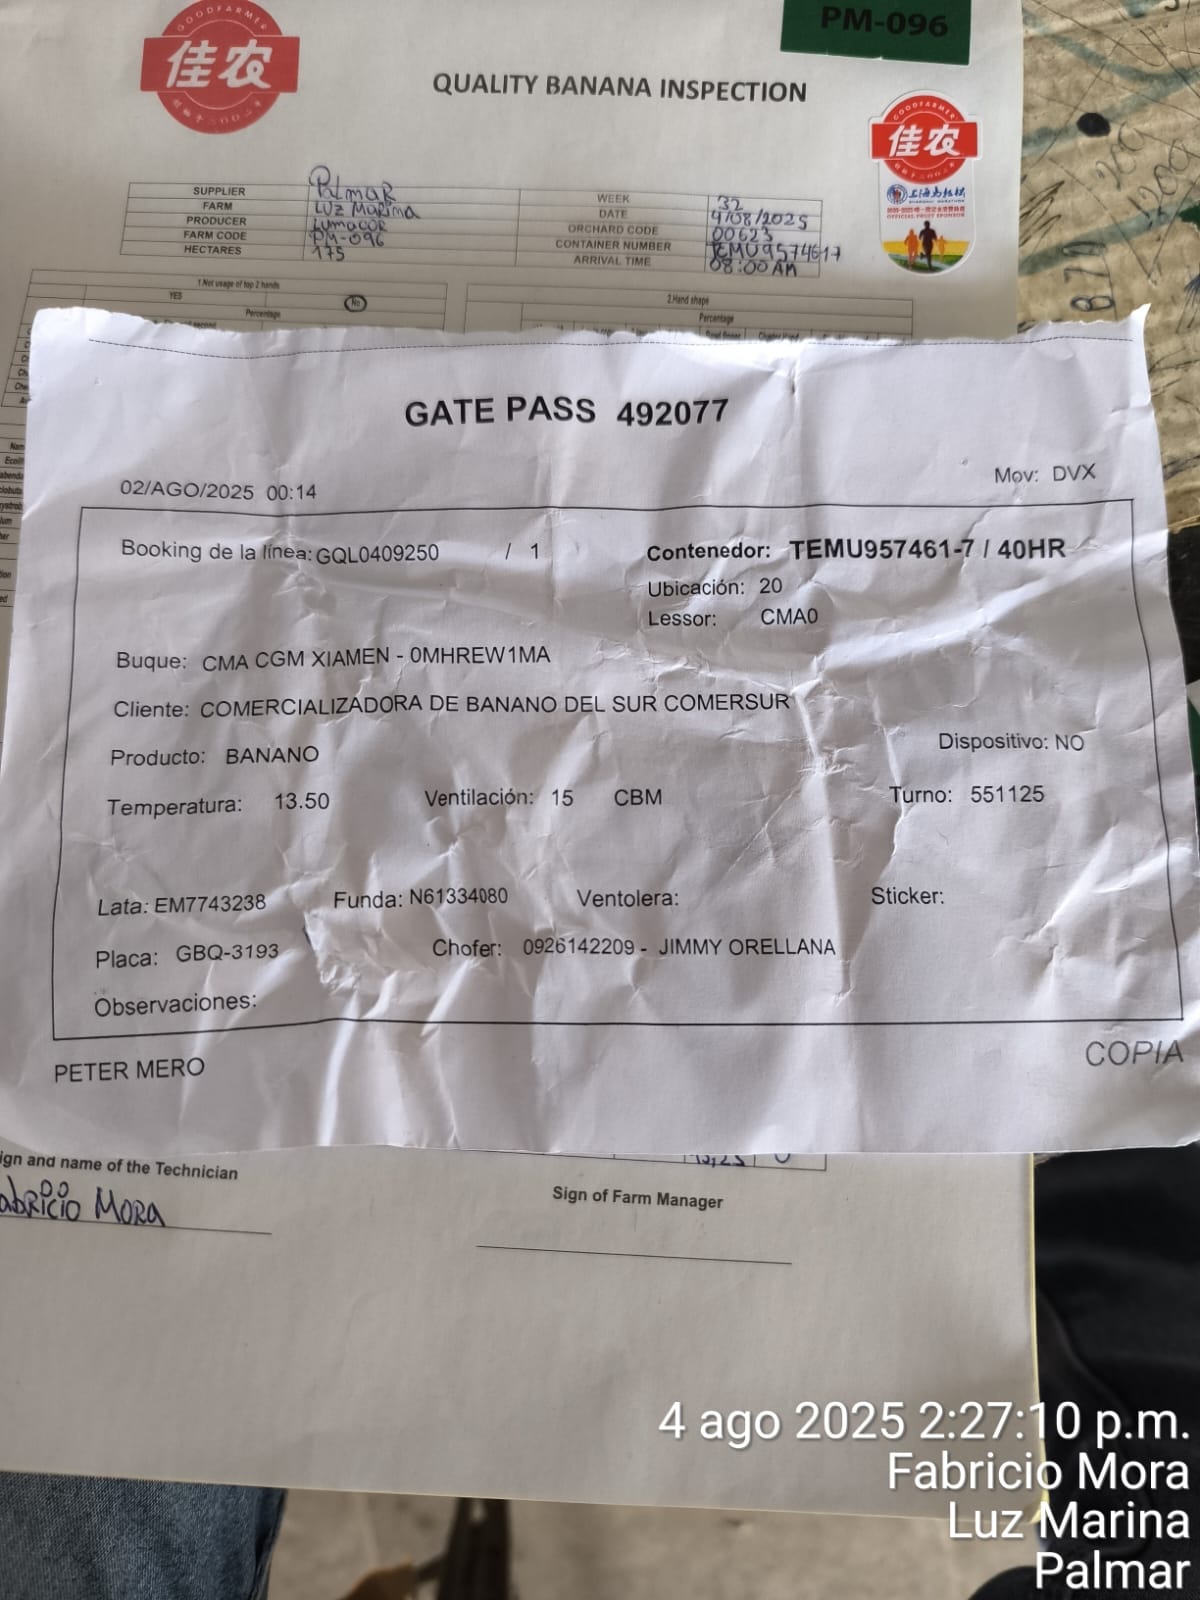 GOODFARMER
佳农
PM-096
QUALITY BANANA INSPECTION
GOODFARMER
佳农
OFFICIAL FRUIT SPONSOR
SUPPLIER PalmaR
FARM LUZ MARINA
PRODUCER Lumacor
FARM CODE PM-096
HECTARES 175
WEEK 32
DATE 4/08/2025
ORCHARD CODE 00623
CONTAINER NUMBER TEMU9574617
ARRIVAL TIME 08:00 AM
1.Not usage of top 2 hands
YES No
Percentage
2.Hand shape
Percentage
GATE PASS 492077
02/AGO/2025 00:14
Mov: DVX
Booking de la línea: GQL0409250 / 1
Contenedor: TEMU957461-7 / 40HR
Ubicación: 20
Lessor: CMA0
Buque: CMA CGM XIAMEN - 0MHREW1MA
Cliente: COMERCIALIZADORA DE BANANO DEL SUR COMERSUR
Producto: BANANO
Dispositivo: NO
Temperatura: 13.50 Ventilación: 15 CBM Turno: 551125
Lata: EM7743238 Funda: N61334080 Ventolera: Sticker:
Placa: GBQ-3193 Chofer: 0926142209 - JIMMY ORELLANA
Observaciones:
PETER MERO
COPIA
ign and name of the Technician
abricio Mora
Sign of Farm Manager
4 ago 2025 2:27:10 p.m.
Fabricio Mora
Luz Marina
Palmar